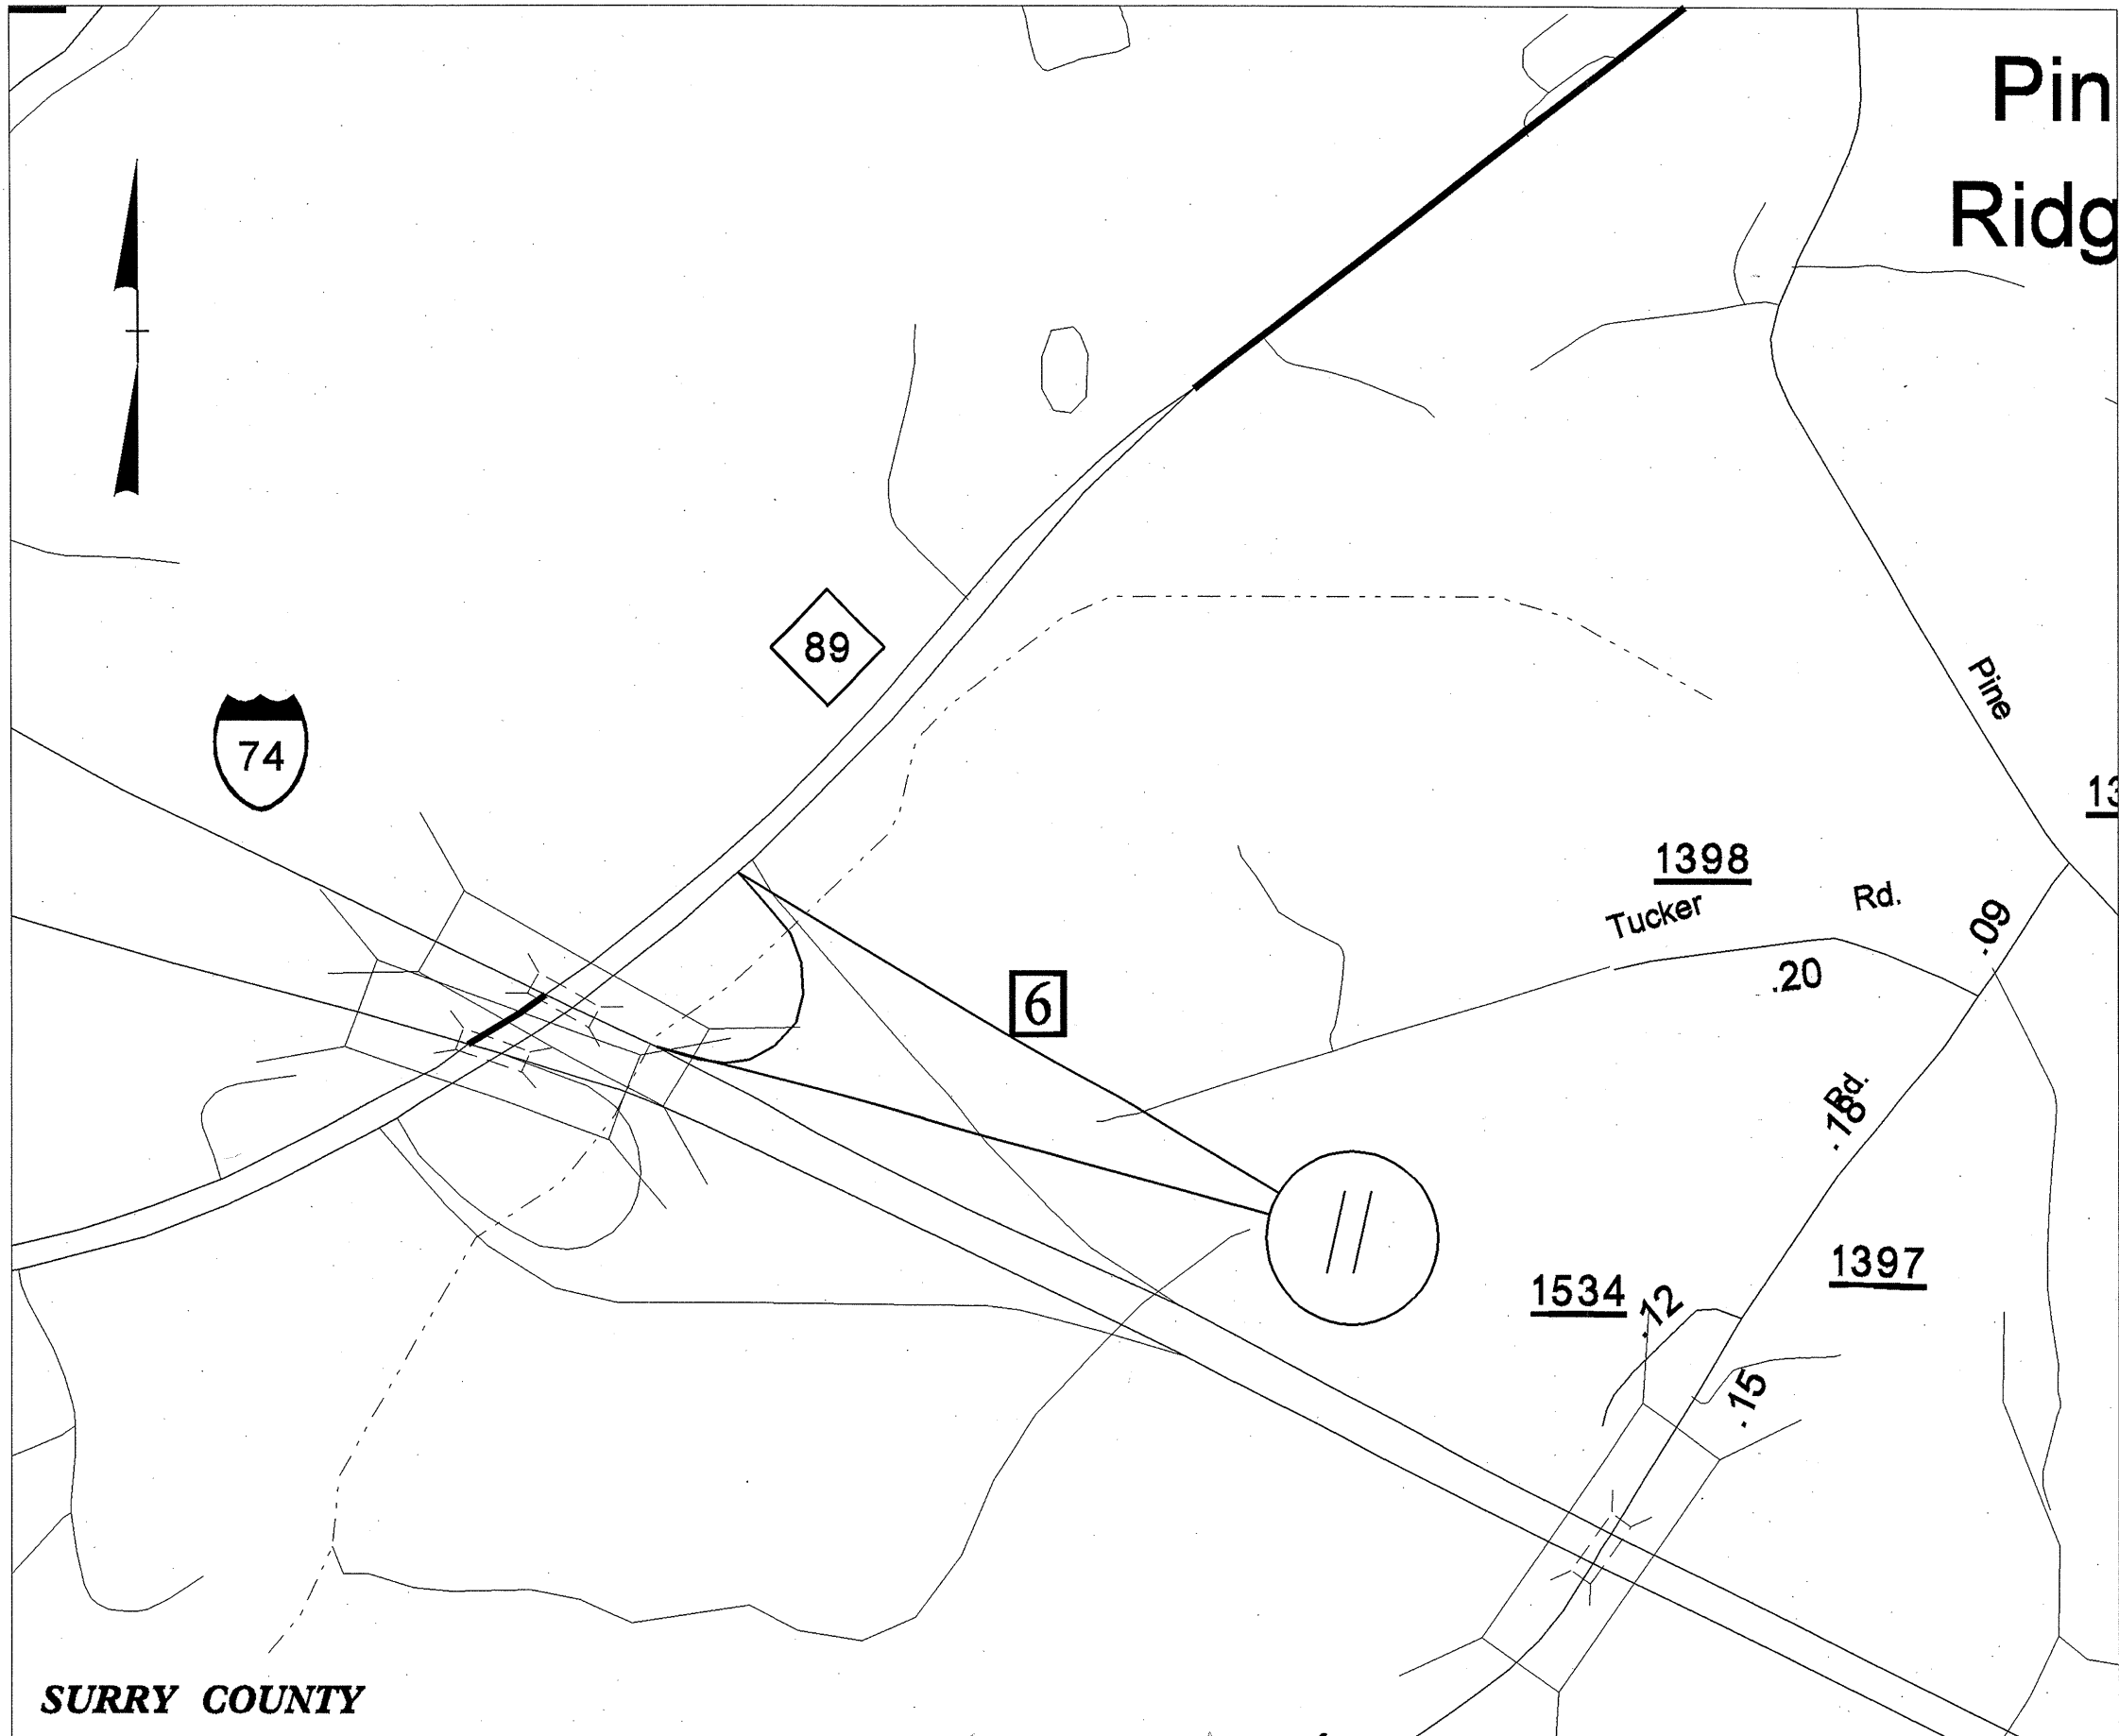 Pin
Ridg
89
Pine
74
13
1398
Tucker Rd.
.09
.20
6
Rd.
.18
1397
1534
.12
.15
SURRY COUNTY